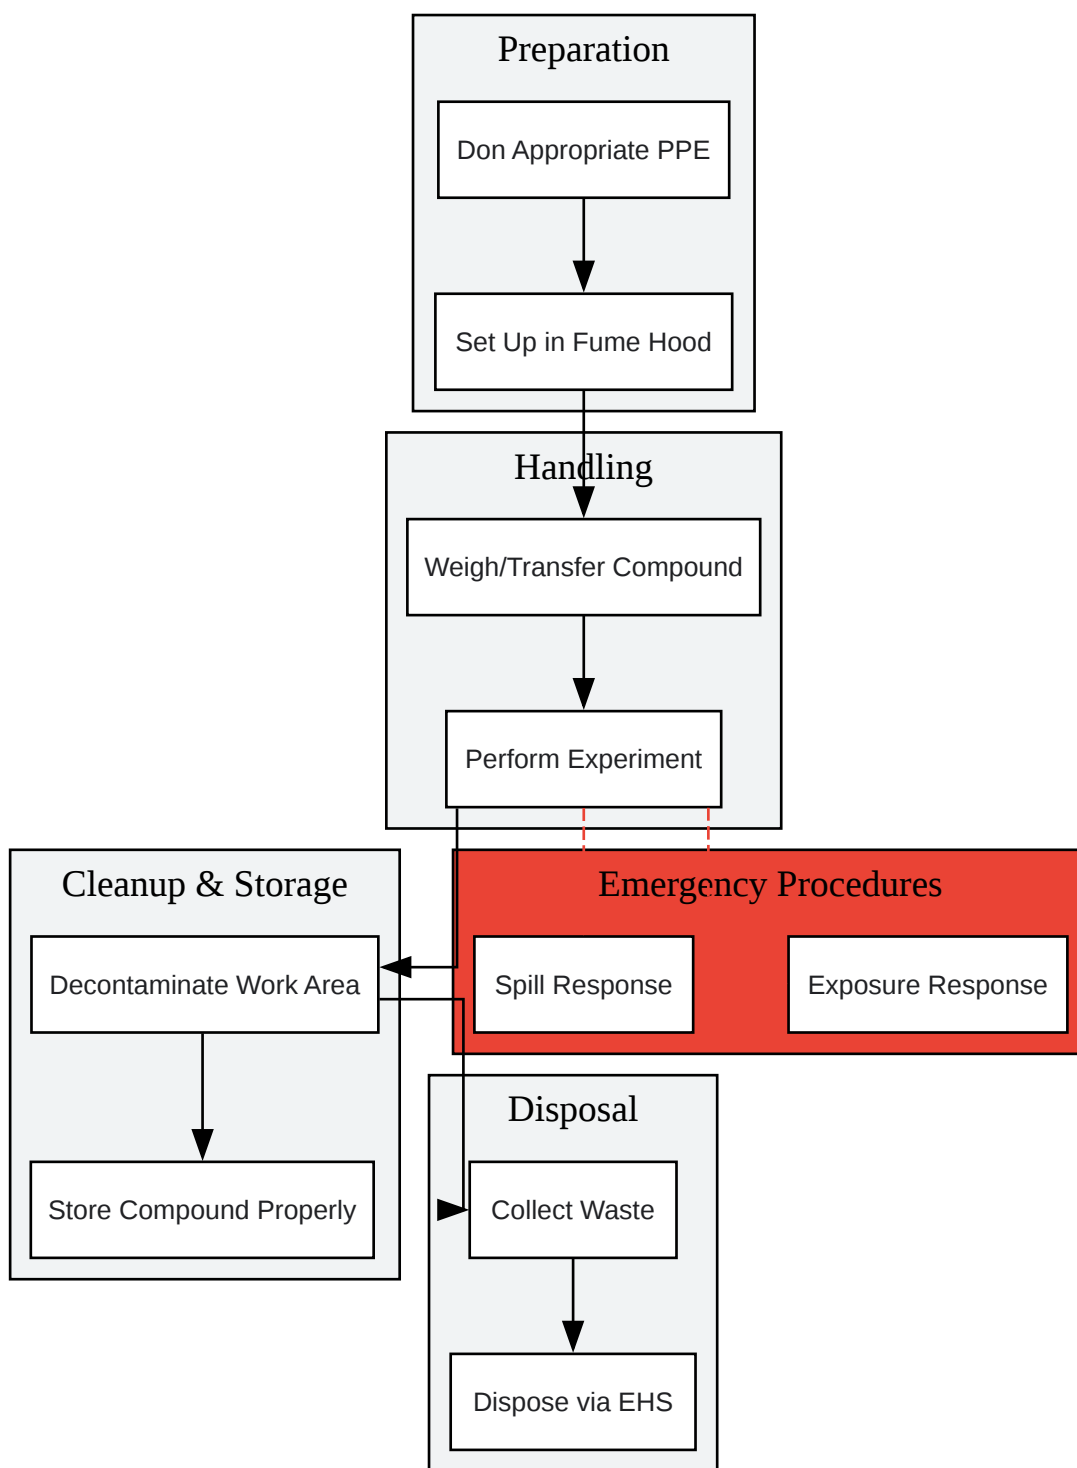 Preparation
Don Appropriate PPE
Set Up in Fume Hood
Handling
Weigh/Transfer Compound
Perform Experiment
Cleanup & Storage
Emergency Procedures
Decontaminate Work Area
Spill Response
Exposure Response
Disposal
Store Compound Properly
Collect Waste
Dispose via EHS